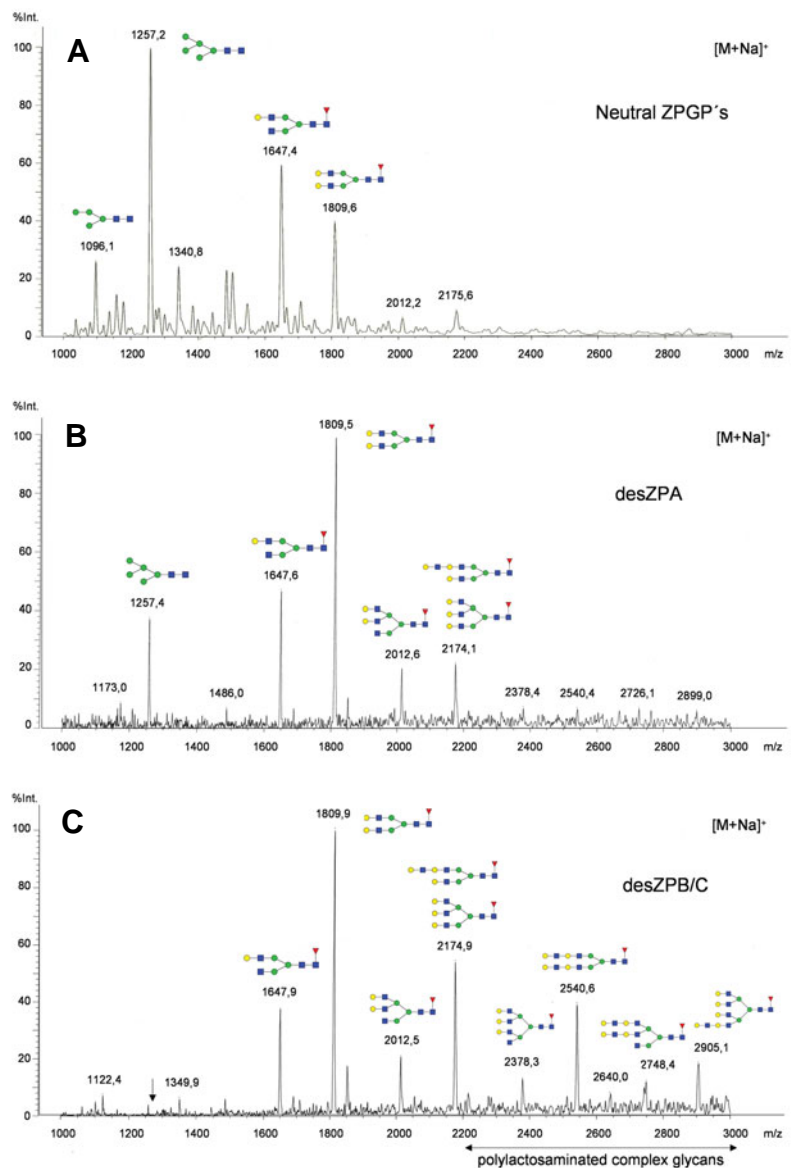 %Int.
A
1257,2
[M+Na]+
100
Neutral ZPGP´s
80
1647,4
60
1809,6
40
1096,1
1340,8
20
2012,2
2175,6
0
1000 1200 1400 1600 1800 2000 2200 2400 2600 2800 3000 m/z
%Int.
B
1809,5
[M+Na]+
100
desZPA
80
1647,6
60
1257,4
40
2012,6
2174,1
20
1173,0
1486,0
2378,4
2540,4
2726,1
2899,0
0
1000 1200 1400 1600 1800 2000 2200 2400 2600 2800 3000 m/z
%Int.
C
1809,9
[M+Na]+
100
desZPB/C
80
2174,9
60
1647,9
2540,6
40
2012,5
2378,3
2640,0
2748,4
2905,1
20
1122,4
1349,9
0
1000 1200 1400 1600 1800 2000 2200 2400 2600 2800 3000 m/z
polylactosaminated complex glycans